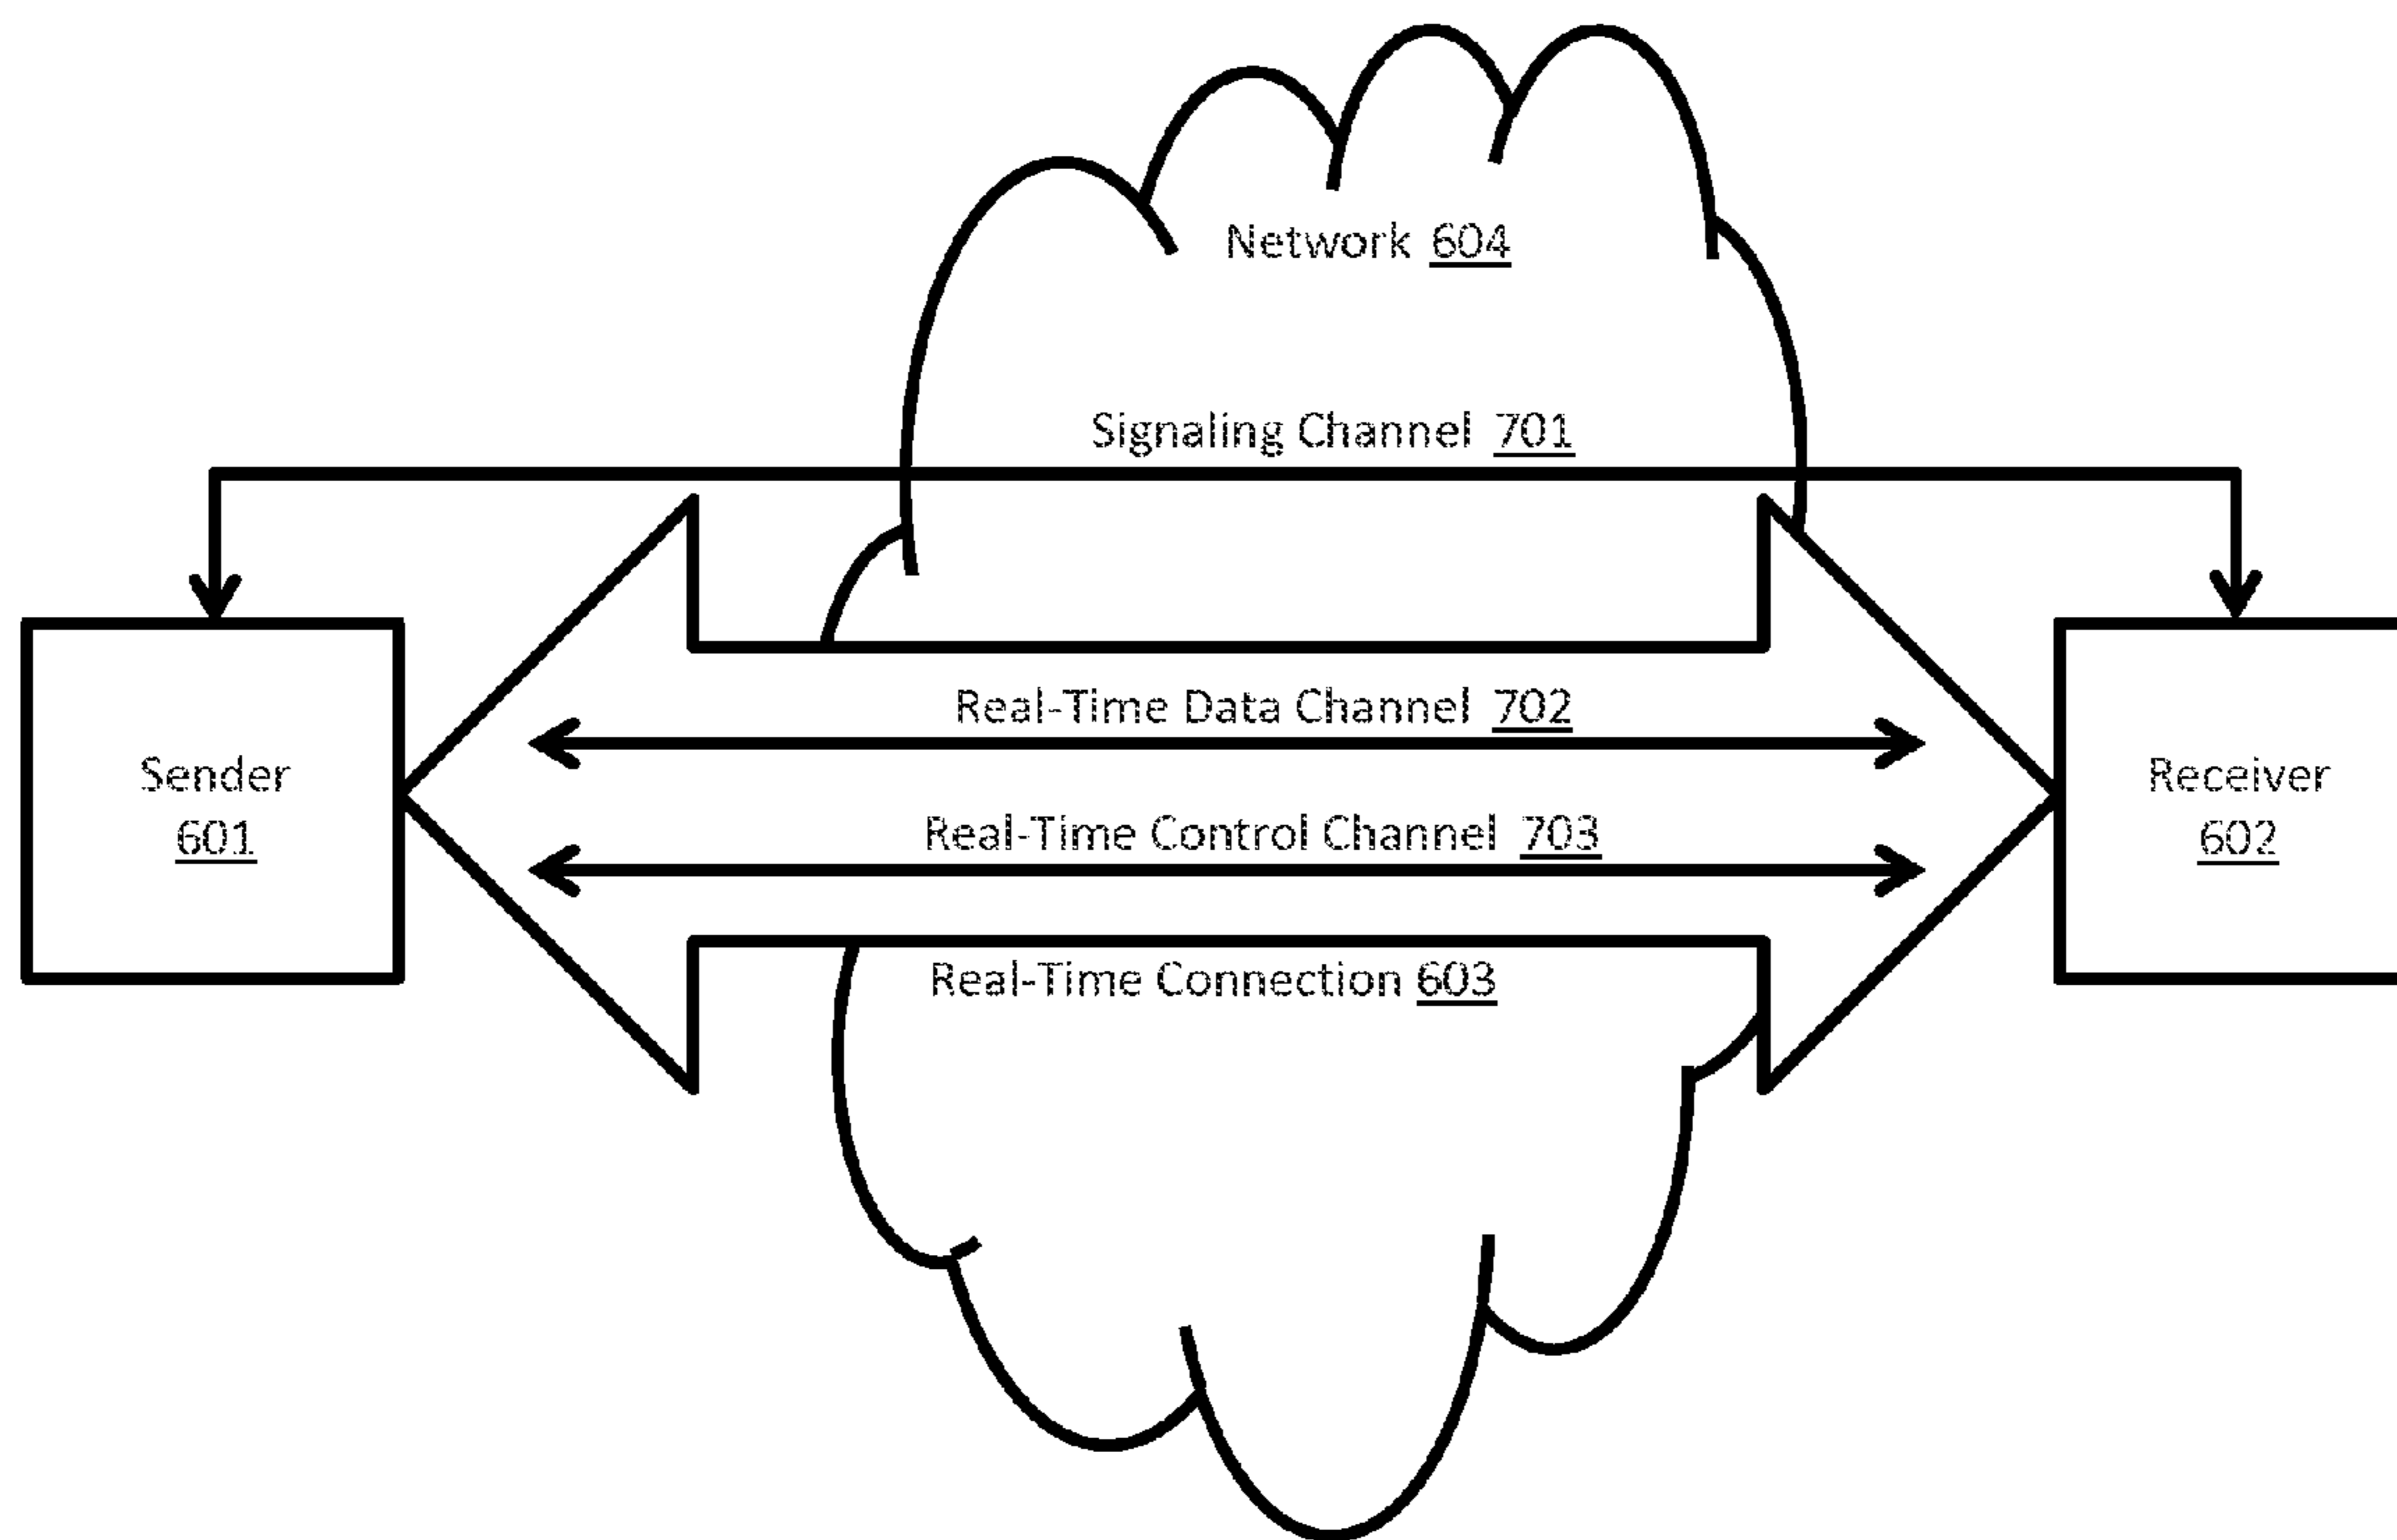 Network 604
Signaling Channel 701
Real-Time Data Channel 702
Sender
601
Real-Time Control Channel 703
Receiver
602
Real-Time Connection 603